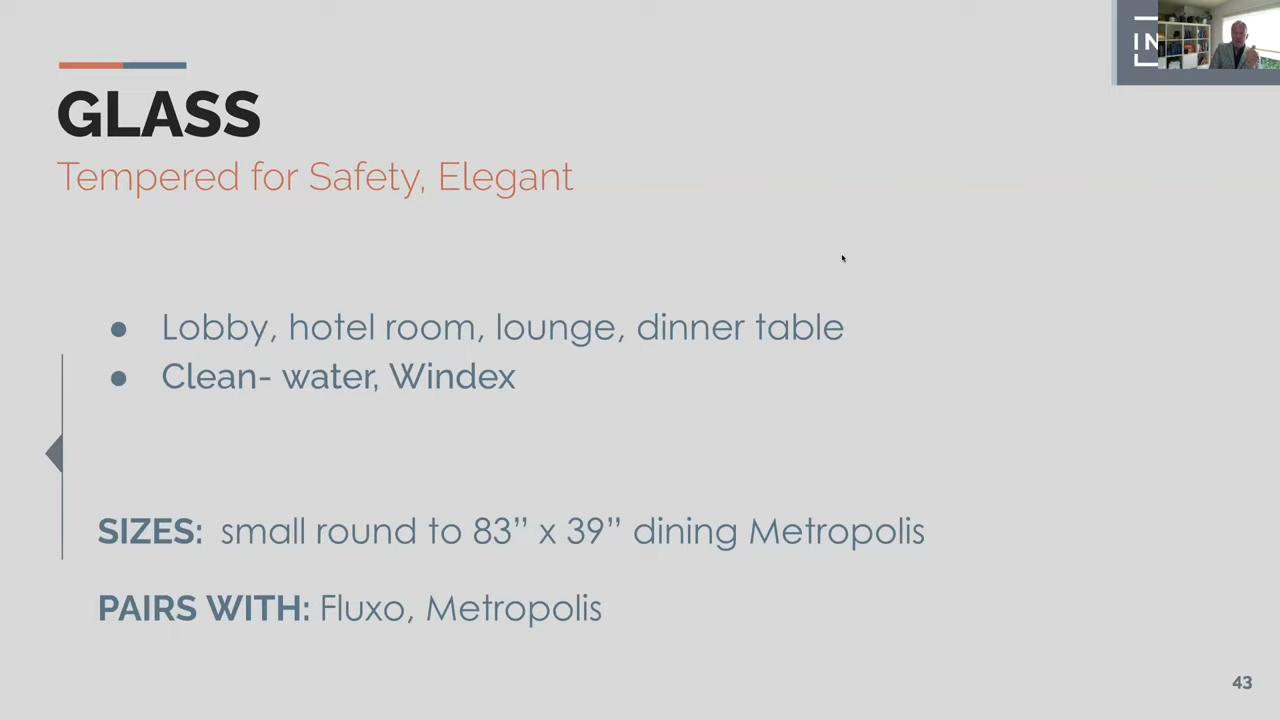 IN
GLASS
Tempered for Safety, Elegant
● Lobby, hotel room, lounge, dinner table
● Clean- water, Windex
SIZES: small round to 83” x 39” dining Metropolis
PAIRS WITH: Fluxo, Metropolis
43